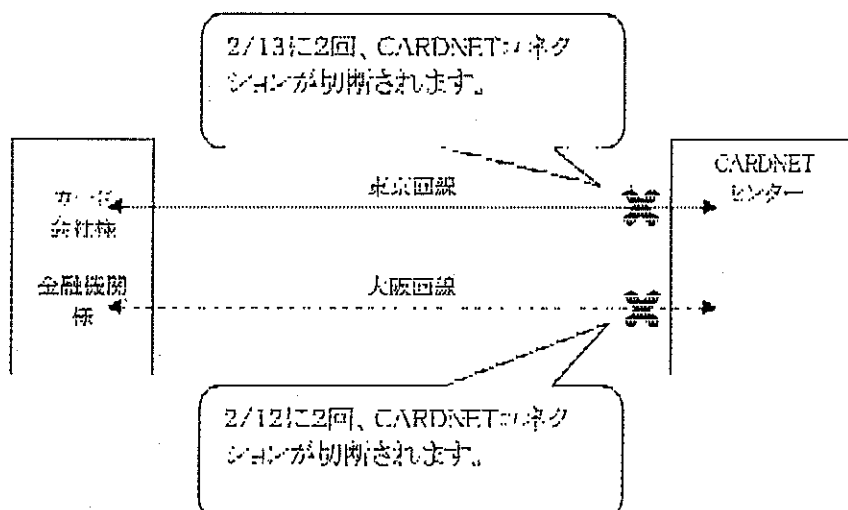 2/13に2回、CARDNETコネク
ションが切断されます。
CARDNET
センター
東京回線
カード
会社様
金融機関
様
大阪回線
2/12に2回、CARDNETコネク
ションが切断されます。